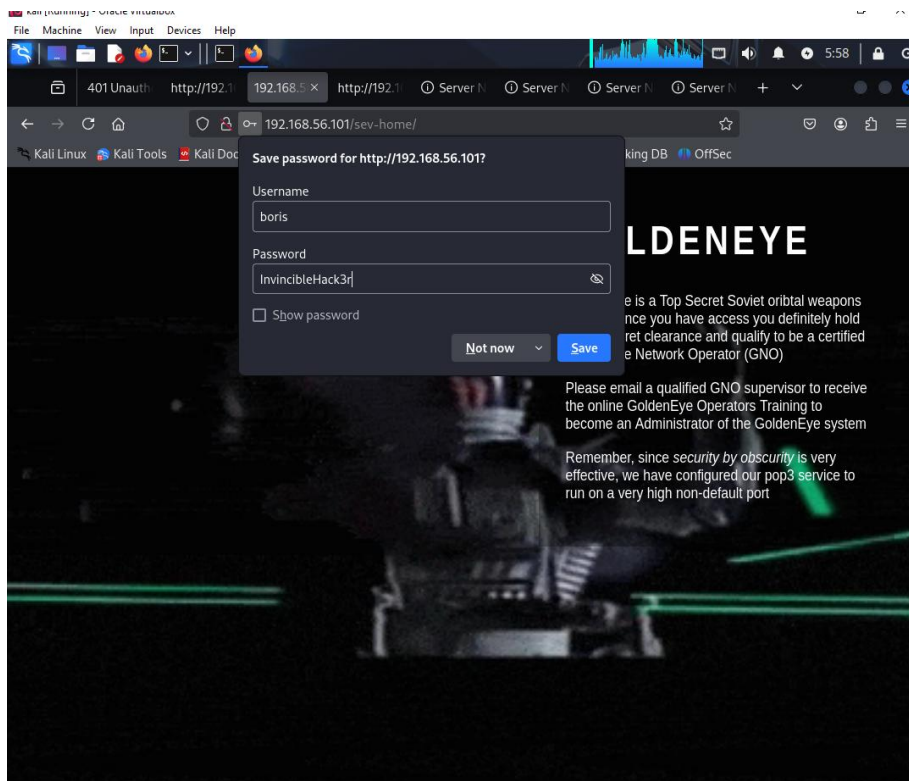 kali [Running] - Oracle VirtualBox
File Machine View Input Devices Help
5:58
401 Unauth http://192.1 192.168.5 × http://192.1 Server N Server N Server N Server N
192.168.56.101/sev-home/
Kali Linux Kali Tools Kali Doc king DB OffSec
Save password for http://192.168.56.101?
Username
boris
Password
InvincibleHack3r
Show password
Not now
Save
LDENEYE
e is a Top Secret Soviet oribtal weapons
nce you have access you definitely hold
ret clearance and qualify to be a certified
e Network Operator (GNO)
Please email a qualified GNO supervisor to receive
the online GoldenEye Operators Training to
become an Administrator of the GoldenEye system
Remember, since security by obscurity is very
effective, we have configured our pop3 service to
run on a very high non-default port